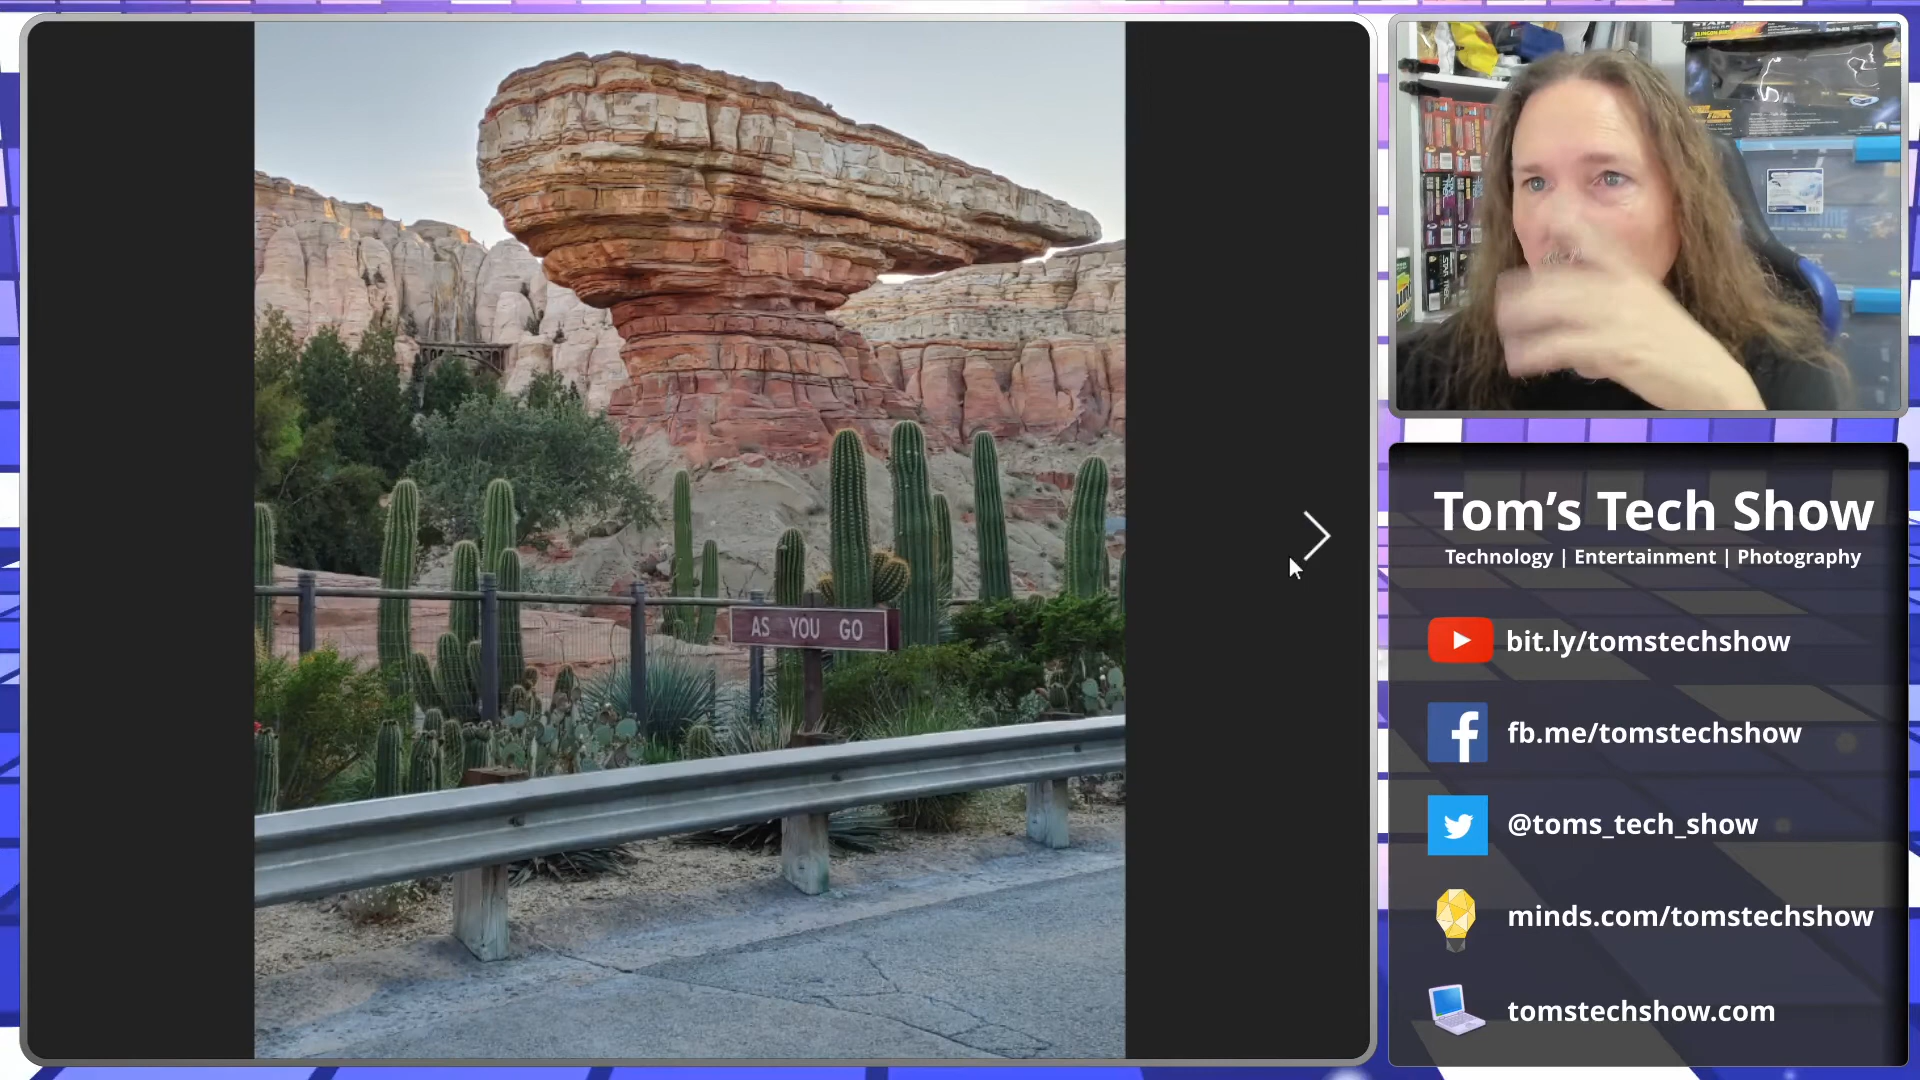 AS YOU GO
Tom's Tech Show
Technology | Entertainment | Photography
bit.ly/tomstechshow
fb.me/tomstechshow
@toms_tech_show
minds.com/tomstechshow
tomstechshow.com